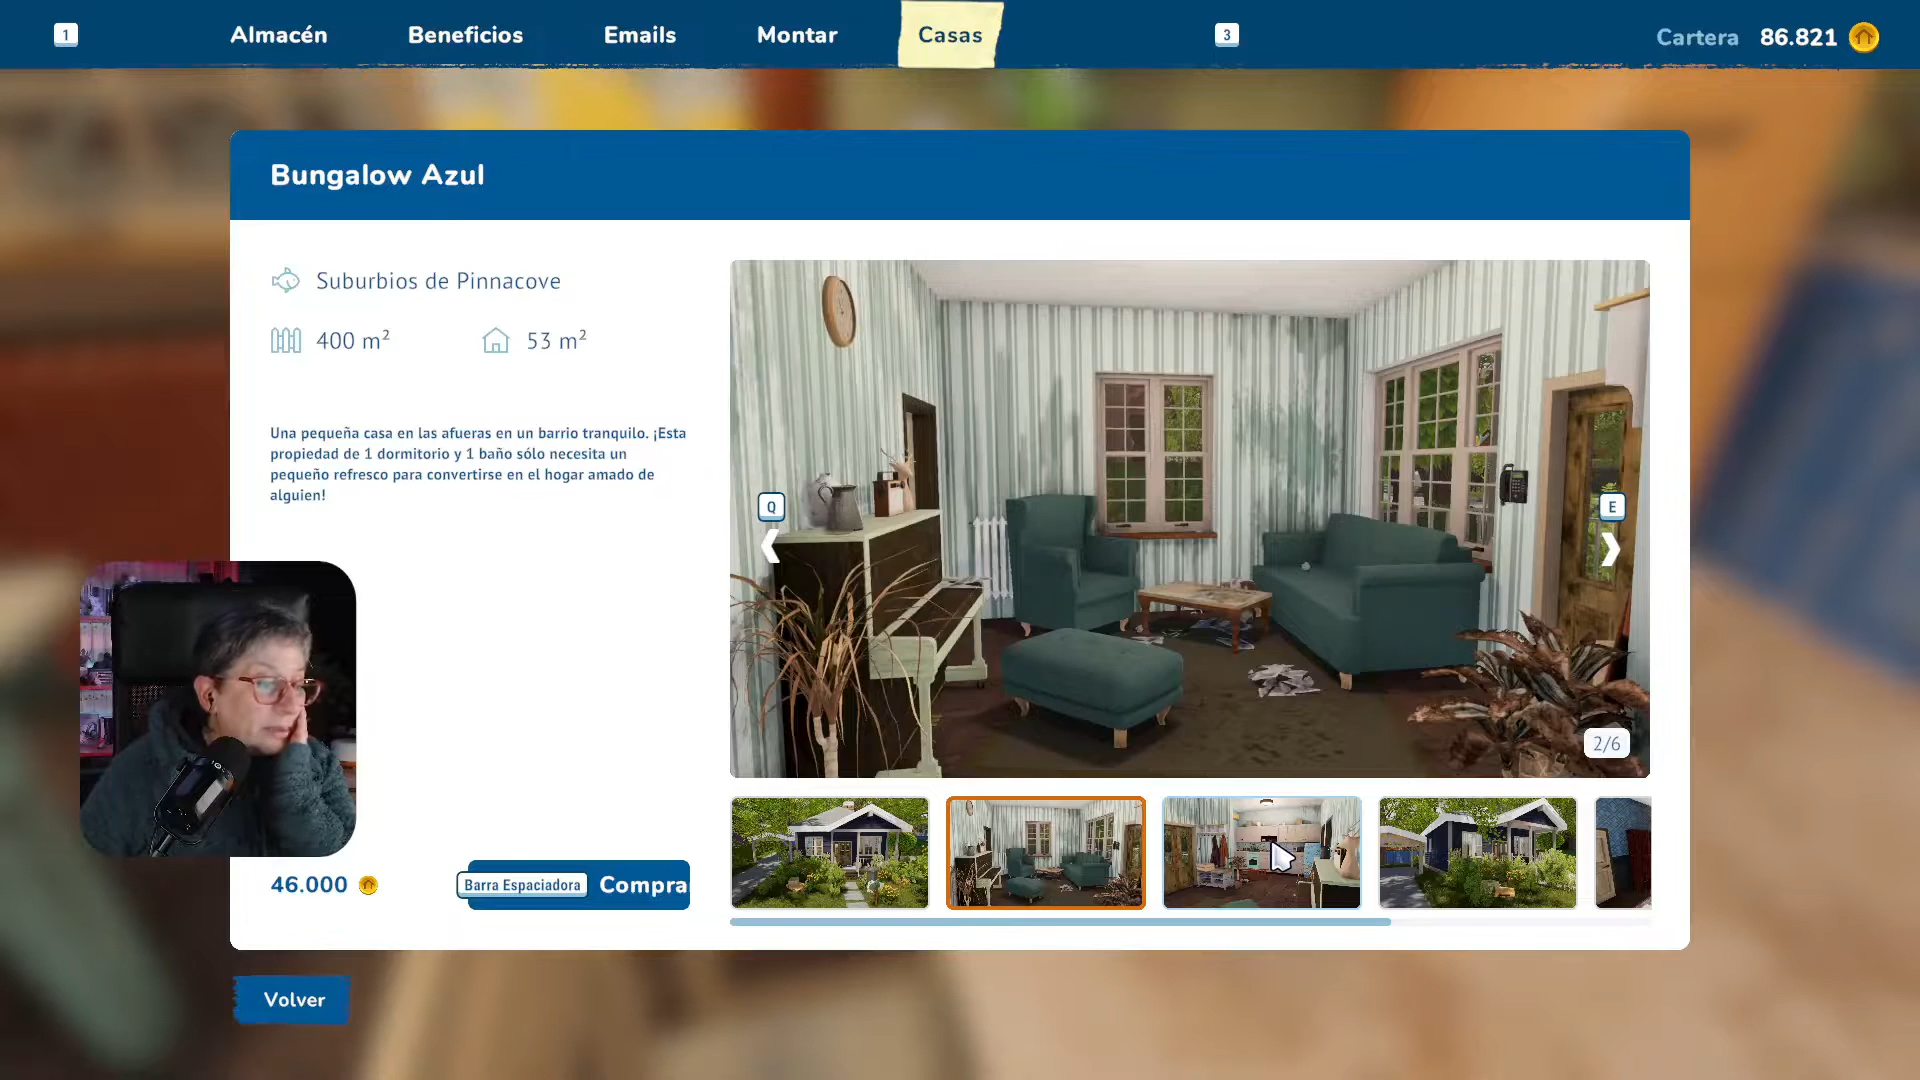 1
Almacén
Beneficios
Emails
Montar
Casas
3
Cartera 86.821
Bungalow Azul
Suburbios de Pinnacove
400 m²
53 m²
Una pequeña casa en las afueras en un barrio tranquilo. ¡Esta
propiedad de 1 dormitorio y 1 baño sólo necesita un
pequeño refresco para convertirse en el hogar amado de
alguien!
Q
E
2/6
46.000
Barra Espaciadora
Compra
Volver